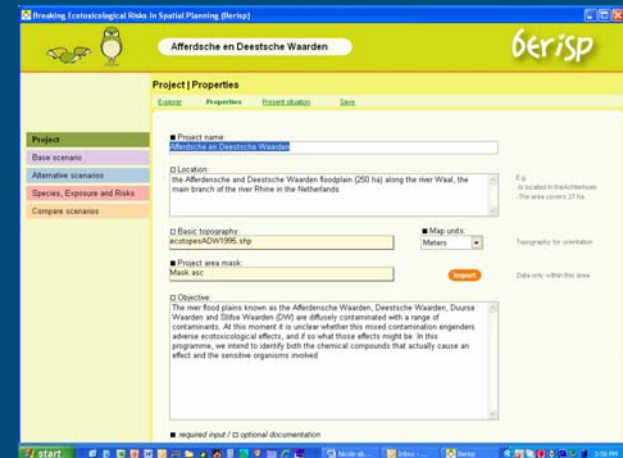 Breaking Ecotoxicological Risks In Spatial Planning (Berisp)
Afferdsche en Deestsche Waarden
berisp
Project | Properties
Explorer Properties Present situation Save
Project
Base scenario
Alternative scenarios
Species, Exposure and Risks
Compare scenarios
Project name:
Afferdsche en Deestsche Waarden
Location:
the Afferdensche and Deestsche Waarden floodplain (250 ha) along the river Waal, the
main branch of the river Rhine in the Netherlands
E.g.
-The area covers 27 ha
Basic topography: Map units:
ecotopesADW1995.shp Meters Topography for orientation
Project area mask:
Mask.asc Import Data only within this area
Objective:
The river flood plains known as the Afferdensche Waarden, Deestsche Waarden, Duurse
Waarden and Stiftse Waarden (DW) are diffusely contaminated with a range of
contaminants. At this moment it is unclear whether this mixed contamination engenders
adverse ecotoxicological effects, and if so what those effects might be. In this
programme, we intend to identify both the chemical compounds that actually cause an
effect and the sensitive organisms involved
required input / optional documentation
start Inbox - ... Berisp